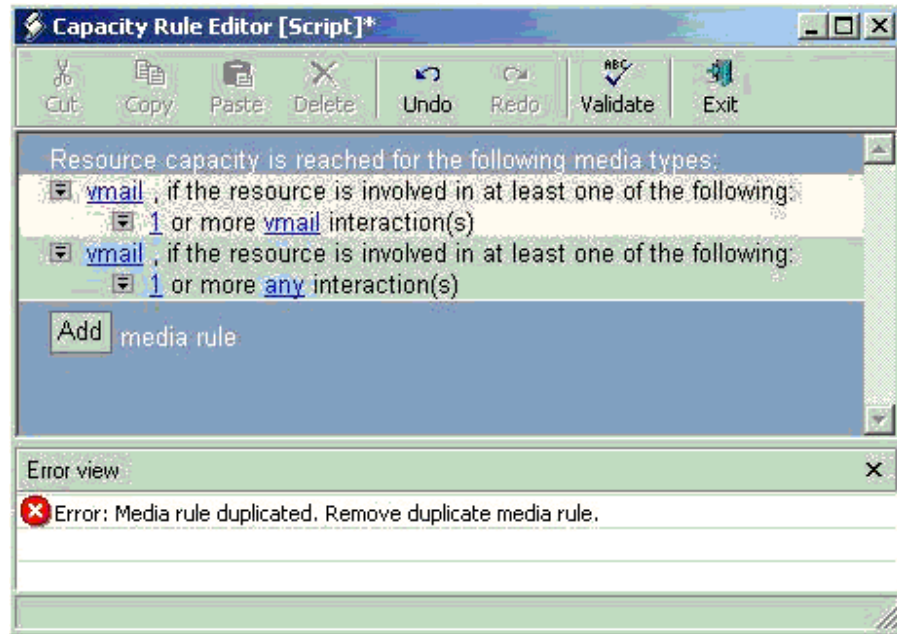 Capacity Rule Editor [Script]*
Cut Copy Paste Delete Undo Redo ABC Validate Exit
Resource capacity is reached for the following media types:
vmail , if the resource is involved in at least one of the following:
1 or more vmail interaction(s)
vmail , if the resource is involved in at least one of the following:
1 or more any interaction(s)
Add media rule
Error view
Error: Media rule duplicated. Remove duplicate media rule.